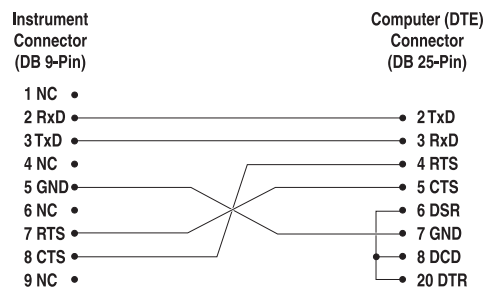 Instrument
Connector
(DB 9-Pin)
Computer (DTE)
Connector
(DB 25-Pin)
1 NC
2 RxD
3 TxD
4 NC
5 GND
6 NC
7 RTS
8 CTS
9 NC
2 TxD
3 RxD
4 RTS
5 CTS
6 DSR
7 GND
8 DCD
20 DTR